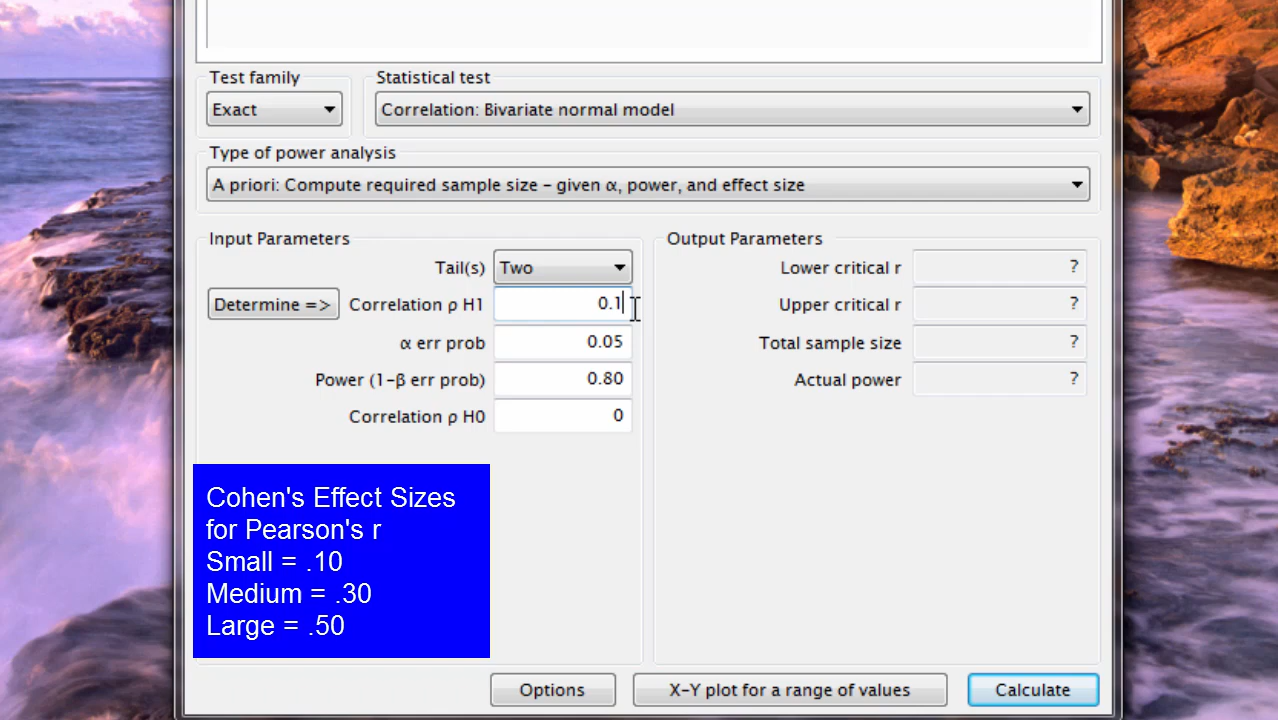 Test family
Statistical test
Exact
Correlation: Bivariate normal model
Type of power analysis
A priori: Compute required sample size – given α, power, and effect size
Input Parameters
Output Parameters
Tail(s) Two
Lower critical r ?
Determine => Correlation ρ H1 0.1
Upper critical r ?
α err prob 0.05
Total sample size ?
Power (1-β err prob) 0.80
Actual power ?
Correlation ρ H0 0
Cohen's Effect Sizes
for Pearson's r
Small = .10
Medium = .30
Large = .50
Options
X-Y plot for a range of values
Calculate